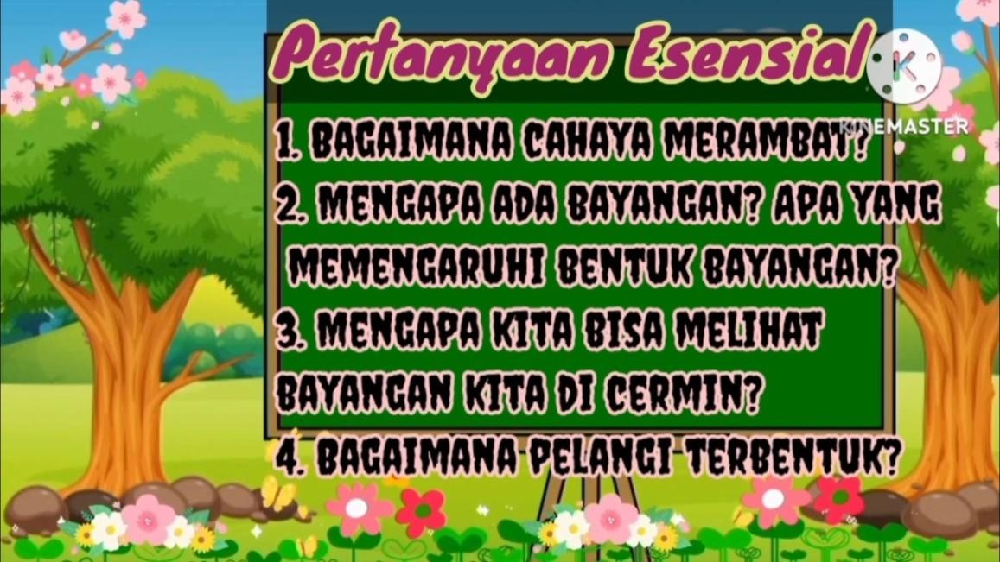 Pertanyaan Esensial
KINEMASTER
1. BAGAIMANA CAHAYA MERAMBAT?
2. MENGAPA ADA BAYANGAN? APA YANG
MEMENGARUHI BENTUK BAYANGAN?
3. MENGAPA KITA BISA MELIHAT
BAYANGAN KITA DI CERMIN?
4. BAGAIMANA PELANGI TERBENTUK?